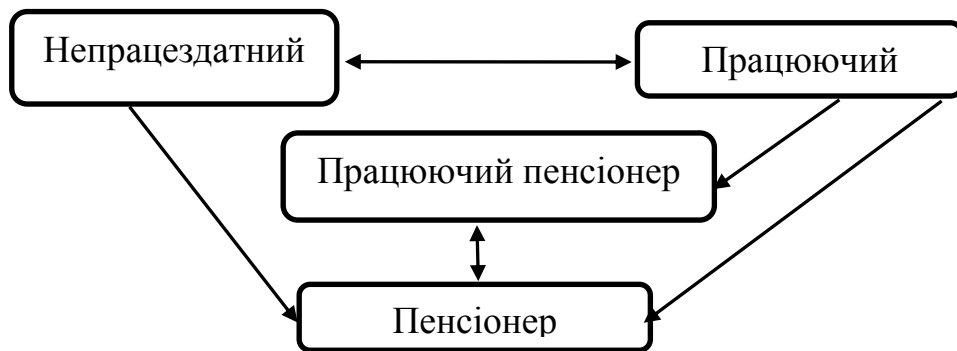 Непрацездатний
Працюючий
Працюючий пенсіонер
Пенсіонер